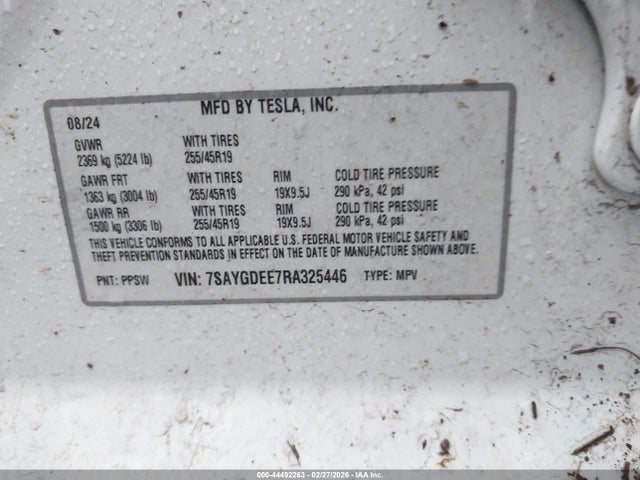 MFD BY TESLA, INC.
08/24
GVWR WITH TIRES
2369 kg (5224 lb) 255/45R19
GAWR FRT WITH TIRES RIM COLD TIRE PRESSURE
1363 kg (3004 lb) 255/45R19 19X9.5J 290 kPa, 42 psi
GAWR RR WITH TIRES RIM COLD TIRE PRESSURE
1500 kg (3306 lb) 255/45R19 19X9.5J 290 kPa, 42 psi
THIS VEHICLE CONFORMS TO ALL APPLICABLE U.S. FEDERAL MOTOR VEHICLE SAFETY AND
THEFT PREVENTION STANDARDS IN EFFECT ON THE DATE OF MANUFACTURE SHOWN ABOVE.
PNT: PPSW VIN: 7SAYGDEE7RA325446 TYPE: MPV
000-44492263 - 02/27/2026 - IAAI.COM